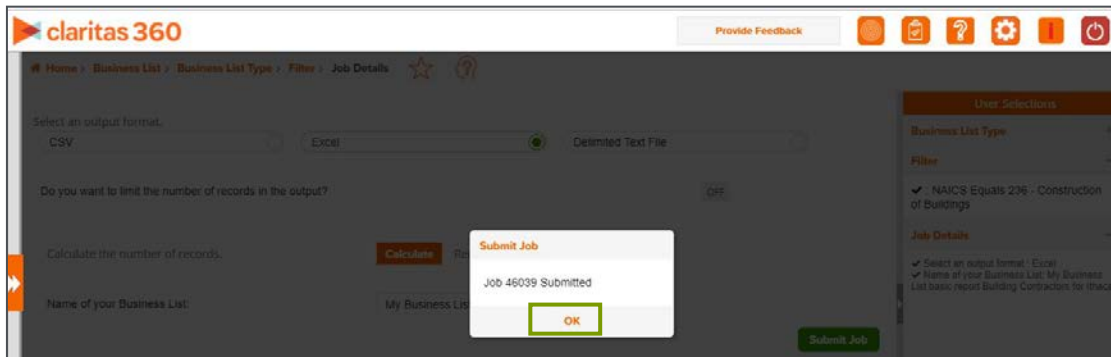 claritas 360
Provide Feedback
Home › Business List › Business List Type › Filter › Job Details
User Selections
Select an output format.
Business List Type
CSV
Excel
Delimited Text File
Filter
Do you want to limit the number of records in the output?
OFF
✔ : NAICS Equals 236 - Construction
of Buildings
Job Details
Submit Job
Calculate the number of records.
Calculate
✔ Select an output format : Excel
✔ Name of your Business List: My Business
List basic report Building Contractors for Ithaca
Job 46039 Submitted
Name of your Business List:
My Business List
OK
Submit Job